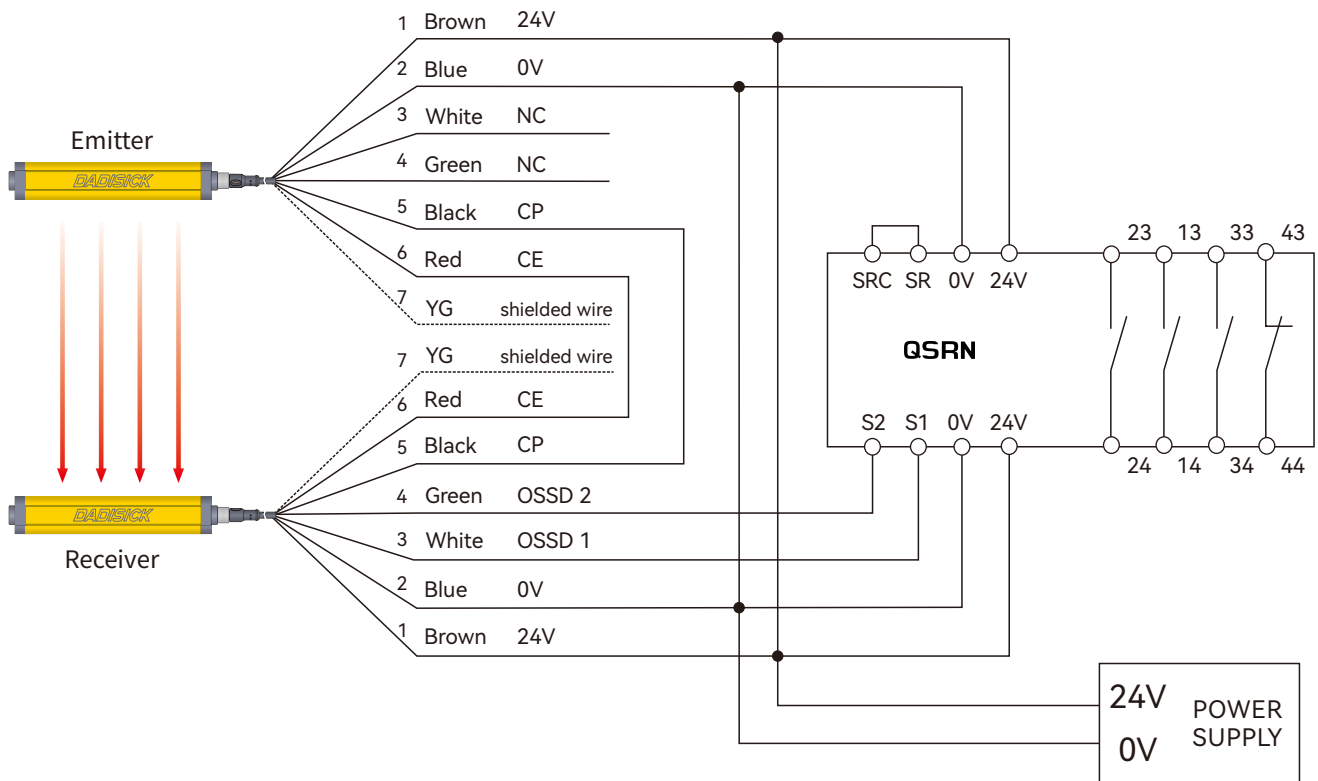 1 Brown 24V
2 Blue 0V
3 White NC
4 Green NC
5 Black CP
6 Red CE
7 YG shielded wire
Emitter
DADISICK
7 YG shielded wire
6 Red CE
5 Black CP
4 Green OSSD 2
3 White OSSD 1
2 Blue 0V
1 Brown 24V
DADISICK
Receiver
23 13 33 43
SRC SR 0V 24V
QSRN
S2 S1 0V 24V
24 14 34 44
24V
0V
POWER
SUPPLY